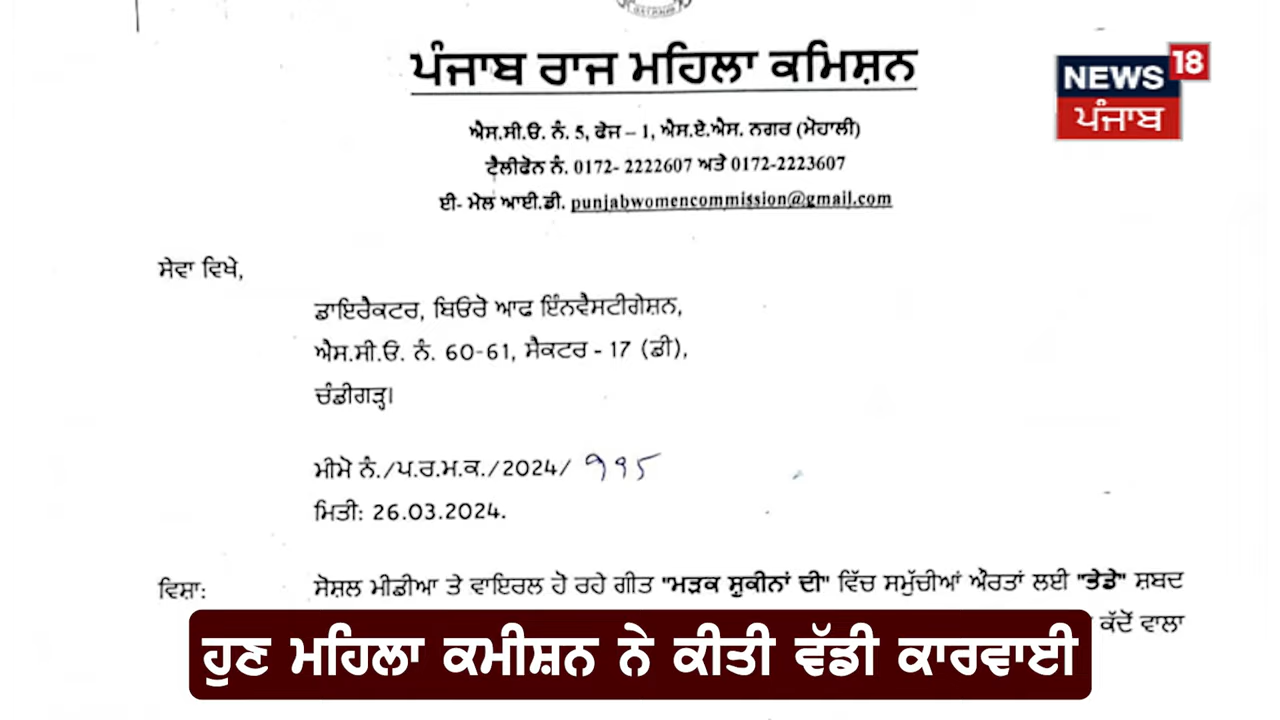 ਪੰਜਾਬ ਰਾਜ ਮਹਿਲਾ ਕਮਿਸ਼ਨ
NEWS 18
ਪੰਜਾਬ
ਐਸ.ਸੀ.ਓ. ਨੰ. 5, ਫੇਜ – 1, ਐਸ.ਏ.ਐਸ. ਨਗਰ (ਮੋਹਾਲੀ)
ਟੈਲੀਫੋਨ ਨੰ. 0172- 2222607 ਅਤੇ 0172-2223607
ਈ- ਮੇਲ ਆਈ.ਡੀ. punjabwomencommission@gmail.com
ਸੇਵਾ ਵਿਖੇ,
ਡਾਇਰੈਕਟਰ, ਬਿਓਰੋ ਆਫ ਇੰਨਵੈਸਟੀਗੇਸ਼ਨ,
ਐਸ.ਸੀ.ਓ. ਨੰ. 60-61, ਸੈਕਟਰ - 17 (ਡੀ),
ਚੰਡੀਗੜ੍ਹ।
ਮੀਮੋ ਨੰ./ਪ.ਰ.ਮ.ਕ./2024/
ਮਿਤੀ: 26.03.2024.
ਵਿਸ਼ਾ: ਸੋਸ਼ਲ ਮੀਡੀਆ ਤੇ ਵਾਇਰਲ ਹੋ ਰਹੇ ਗੀਤ "ਮੜਕ ਸ਼ੁਕੀਨਾਂ ਦੀ" ਵਿੱਚ ਸਮੁੱਚੀਆਂ ਔਰਤਾਂ ਲਈ "ਭੇਡੇ" ਸ਼ਬਦ
ਕੱਦੋਂ ਵਾਲਾ
ਹੁਣ ਮਹਿਲਾ ਕਮੀਸ਼ਨ ਨੇ ਕੀਤੀ ਵੱਡੀ ਕਾਰਵਾਈ